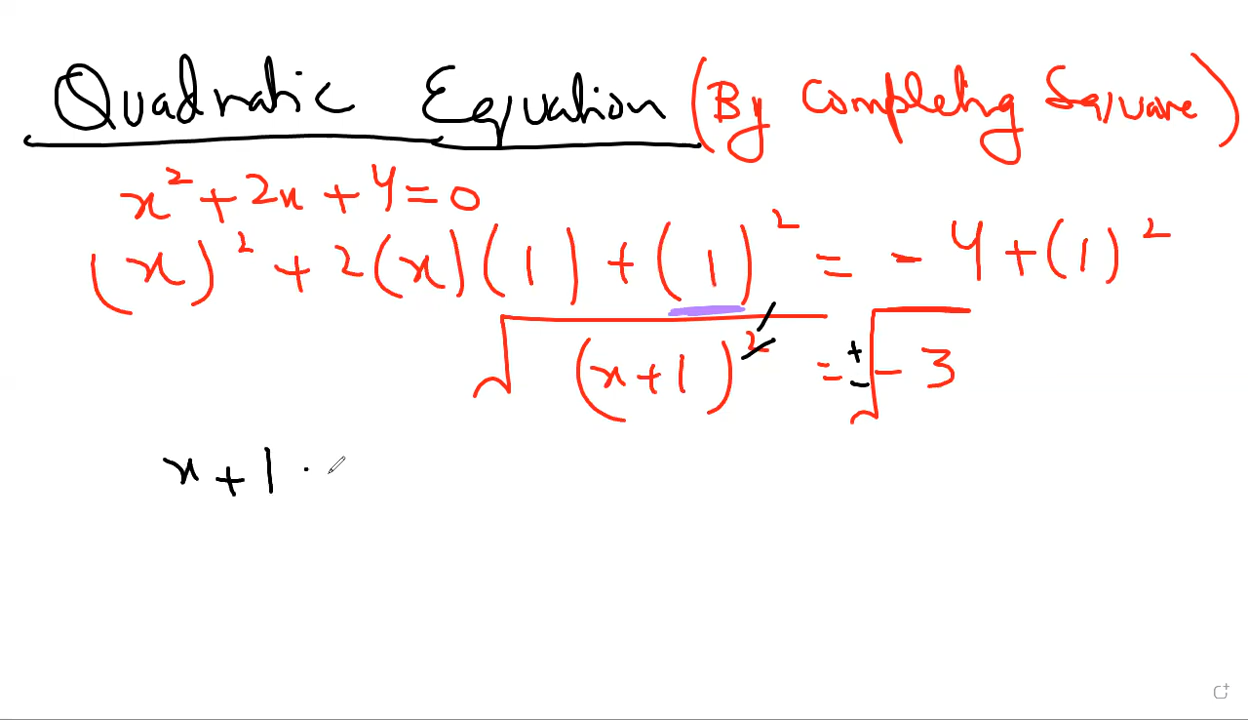 Quadratic Equation (By Completing Square)
x² + 2x + 4 = 0
(x)² + 2(x)(1) + (1)² = -4 + (1)²
√(x+1)² = ±√-3
x + 1